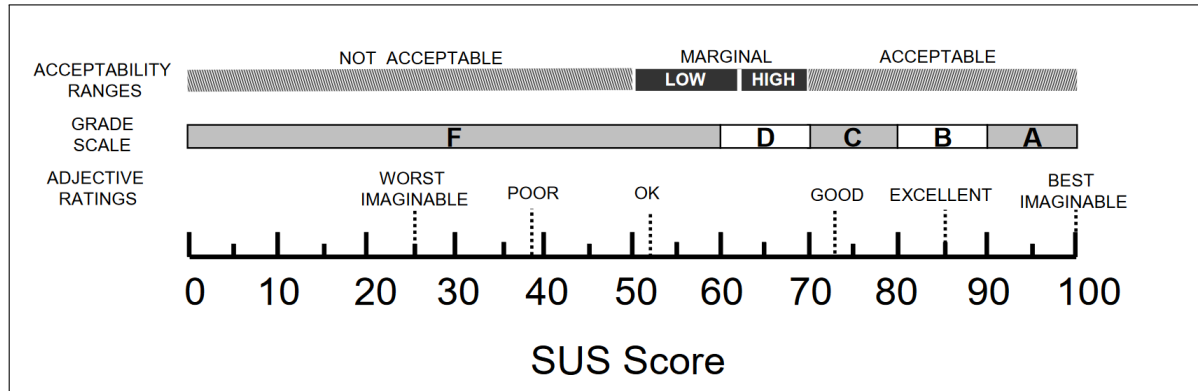 NOT ACCEPTABLE MARGINAL ACCEPTABLE
ACCEPTABILITY
RANGES
LOW HIGH
GRADE
SCALE
F D C B A
ADJECTIVE
RATINGS
WORST
IMAGINABLE
POOR
OK
GOOD
EXCELLENT
BEST
IMAGINABLE
0 10 20 30 40 50 60 70 80 90 100
SUS Score